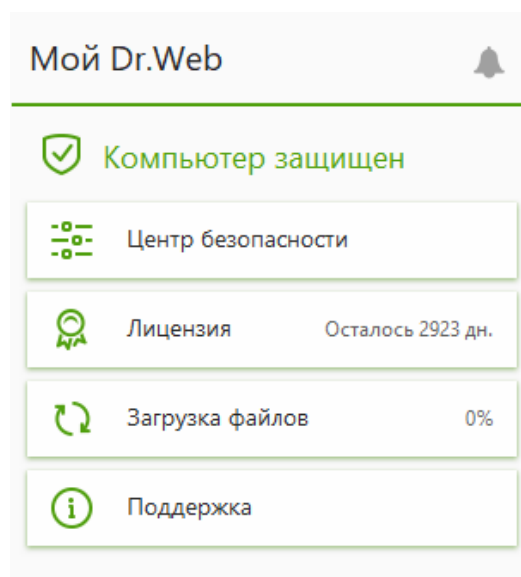 Мой Dr.Web
Компьютер защищен
Центр безопасности
Лицензия Осталось 2923 дн.
Загрузка файлов 0%
Поддержка